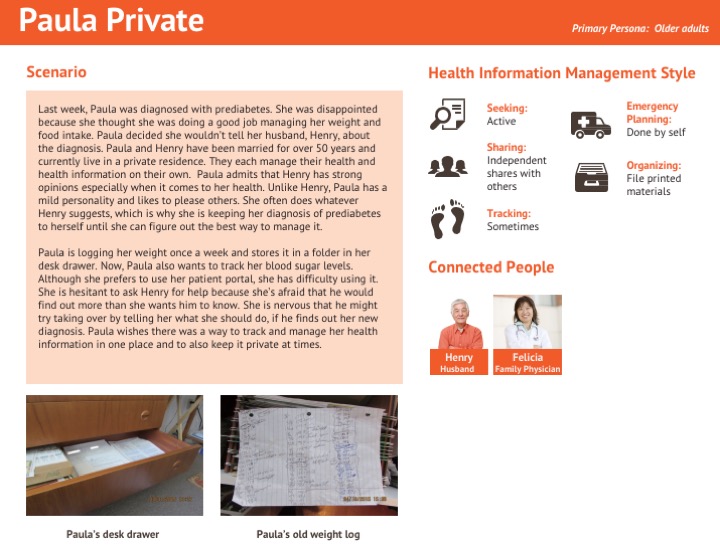 Paula Private
Primary Persona: Older adults
Scenario
Last week, Paula was diagnosed with prediabetes. She was disappointed
because she thought she was doing a good job managing her weight and
food intake. Paula decided she wouldn't tell her husband, Henry, about
the diagnosis. Paula and Henry have been married for over 50 years and
currently live in a private residence. They each manage their health and
health information on their own. Paula admits that Henry has strong
opinions especially when it comes to her health. Unlike Henry, Paula has a
mild personality and likes to please others. She often does whatever
Henry suggests, which is why she is keeping her diagnosis of prediabetes
to herself until she can figure out the best way to manage it.
Paula is logging her weight once a week and stores it in a folder in her
desk drawer. Now, Paula also wants to track her blood sugar levels.
Although she prefers to use her patient portal, she has difficulty using it.
She is hesitant to ask Henry for help because she's afraid that he would
find out more than she wants him to know. She is nervous that he might
try taking over by telling her what she should do, if he finds out her new
diagnosis. Paula wishes there was a way to track and manage her health
information in one place and to also keep it private at times.
Paula's desk drawer
Paula's old weight log
Health Information Management Style
Seeking:
Active
Sharing:
Independent
shares with
others
Tracking:
Sometimes
Emergency
Planning:
Done by self
Organizing:
File printed
materials
Connected People
Henry
Husband
Felicia
Family Physician